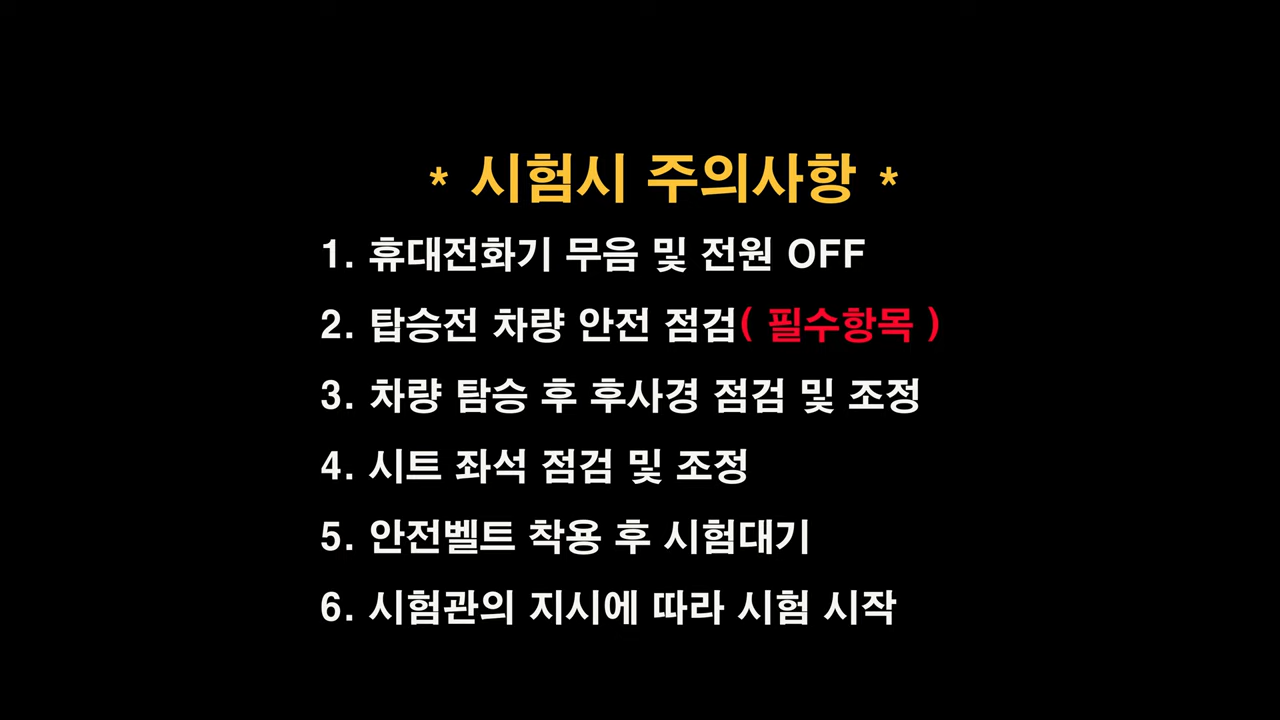 * 시험시 주의사항 *
1. 휴대전화기 무음 및 전원 OFF
2. 탑승전 차량 안전 점검( 필수항목 )
3. 차량 탐승 후 후사경 점검 및 조정
4. 시트 좌석 점검 및 조정
5. 안전벨트 착용 후 시험대기
6. 시험관의 지시에 따라 시험 시작